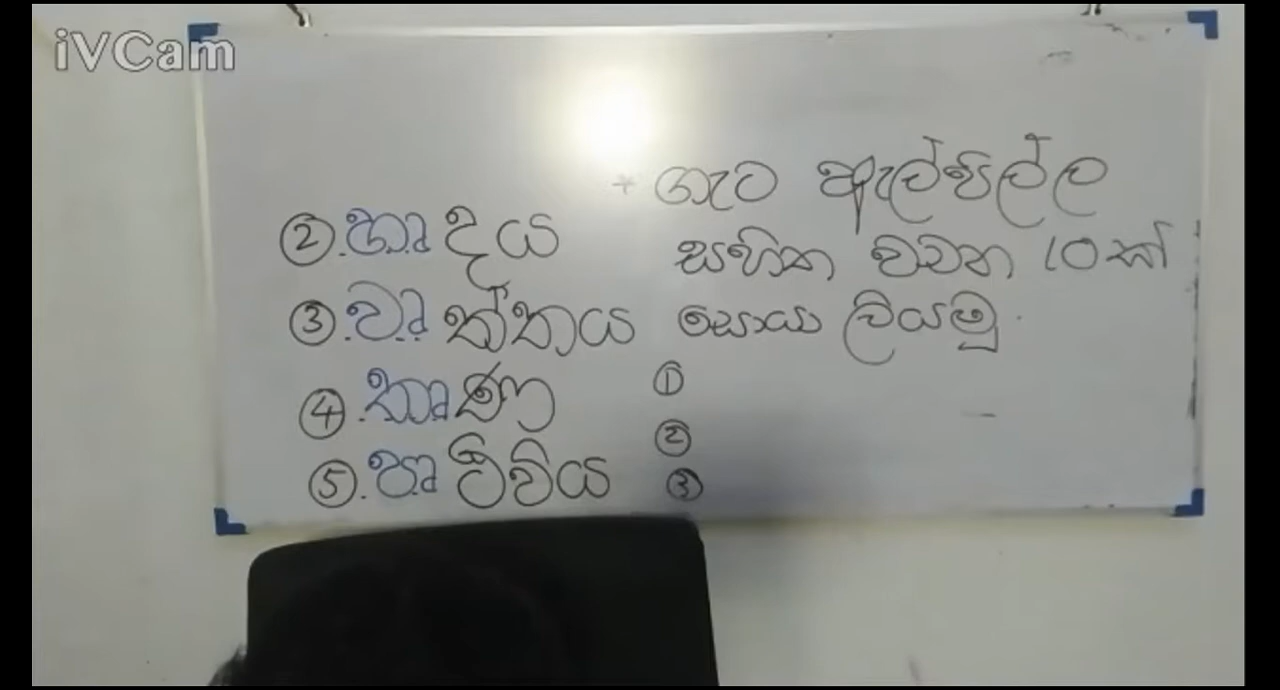 iVCam
② හෘදය
③ වෘත්තය
④ තෘණ
⑤ පෘථිවිය
+ ගැට ඇල්පිල්ල
සහිත වචන 10ක්
සොයා ලියමු.
①
②
③